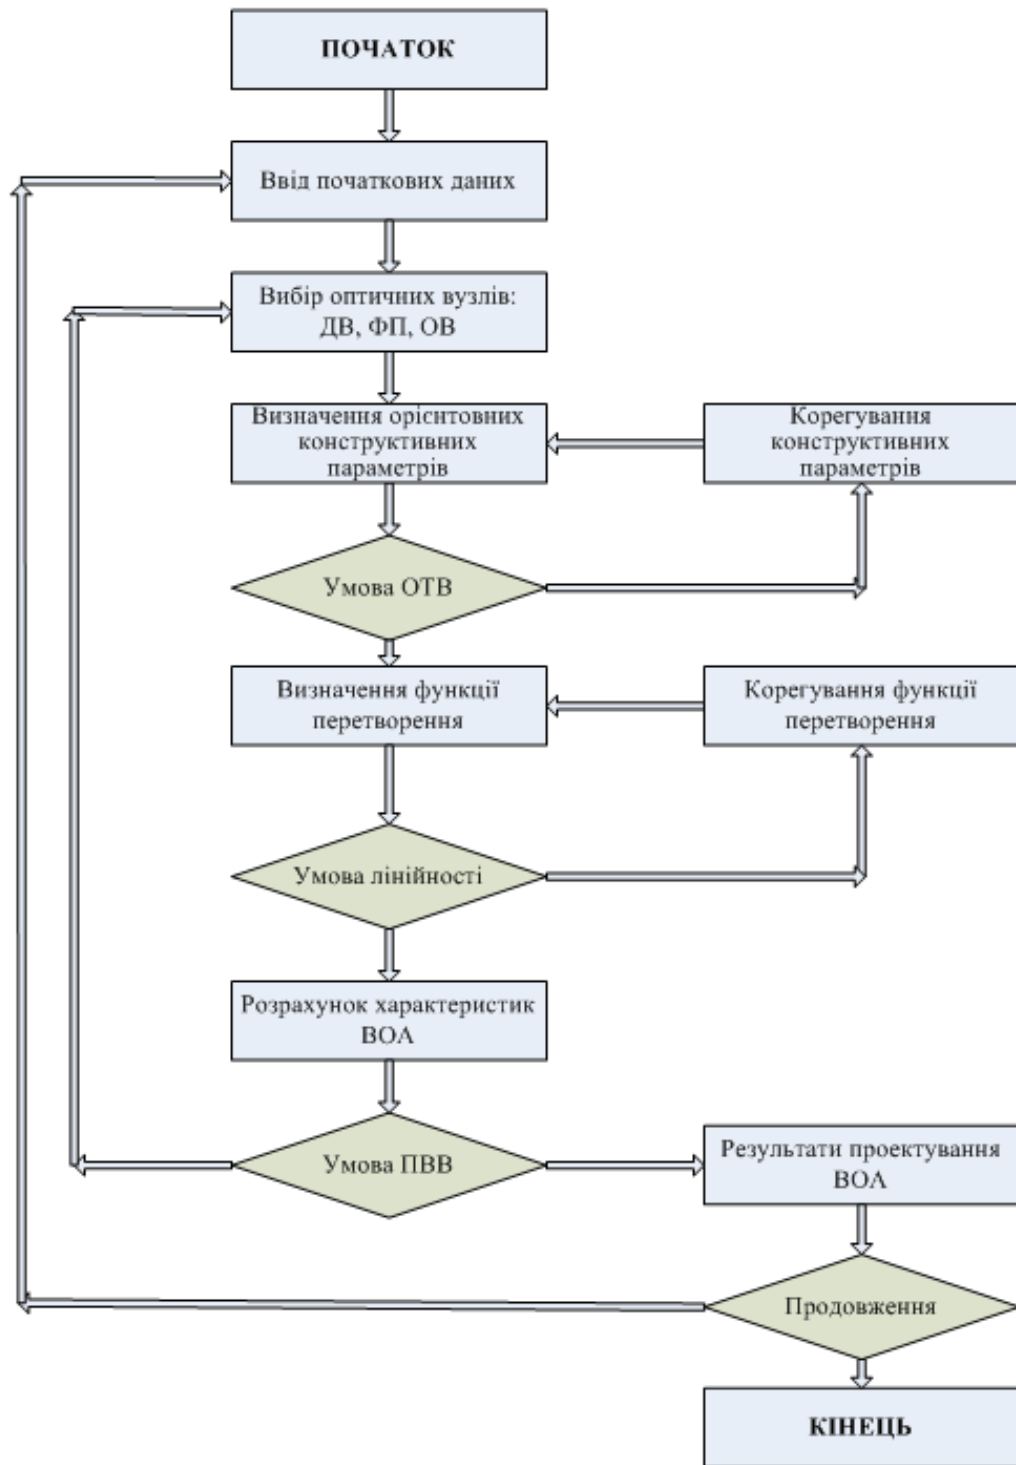 ПОЧАТОК
Ввід початкових даних
Вибір оптичних вузлів:
ДВ, ФП, ОВ
Визначення орієнтовних
конструктивних
параметрів
Корегування
конструктивних
параметрів
Умова ОТВ
Визначення функції
перетворення
Корегування функції
перетворення
Умова лінійності
Розрахунок характеристик
ВОА
Умова ПВВ
Результати проектування
ВОА
Продовження
КІНЕЦЬ